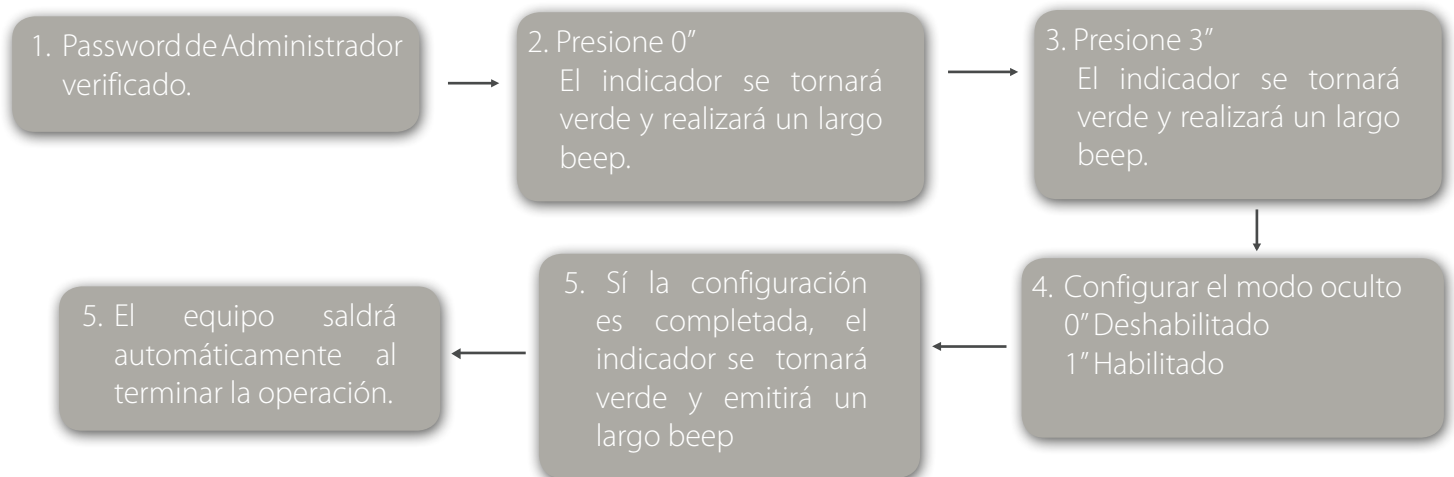 1. Password de Administrador
verificado.
2. Presione 0”
El indicador se tornará
verde y realizará un largo
beep.
3. Presione 3”
El indicador se tornará
verde y realizará un largo
beep.
4. Configurar el modo oculto
0” Deshabilitado
1” Habilitado
5. Sí la configuración
es completada, el
indicador se tornará
verde y emitirá un
largo beep
5. El equipo saldrá
automáticamente al
terminar la operación.